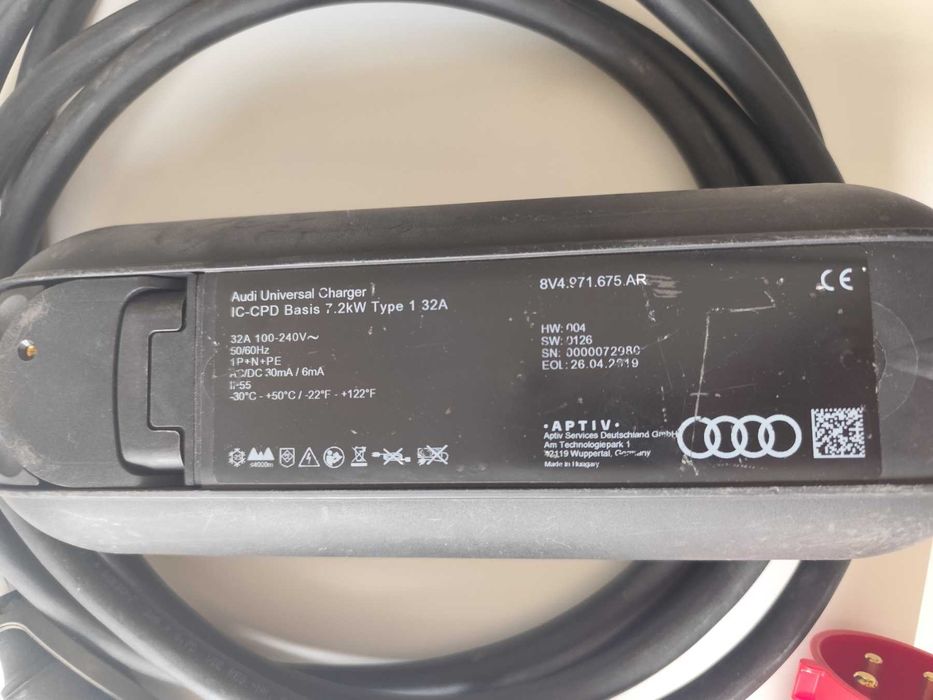 Audi Universal Charger
IC-CPD Basis 7.2kW Type 1 32A
32A 100-240V~
50/60Hz
1P+N+PE
AC/DC 30mA / 6mA
IP55
-30°C - +50°C / -22°F - +122°F
≤4000m
8V4.971.675.AR
CE
HW: 004
SW: 0126
SN: 0000072980
EOL: 26.04.2019
·APTIV·
Aptiv Services Deutschland GmbH
Am Technologiepark 1
42119 Wuppertal, Germany
Made in Hungary